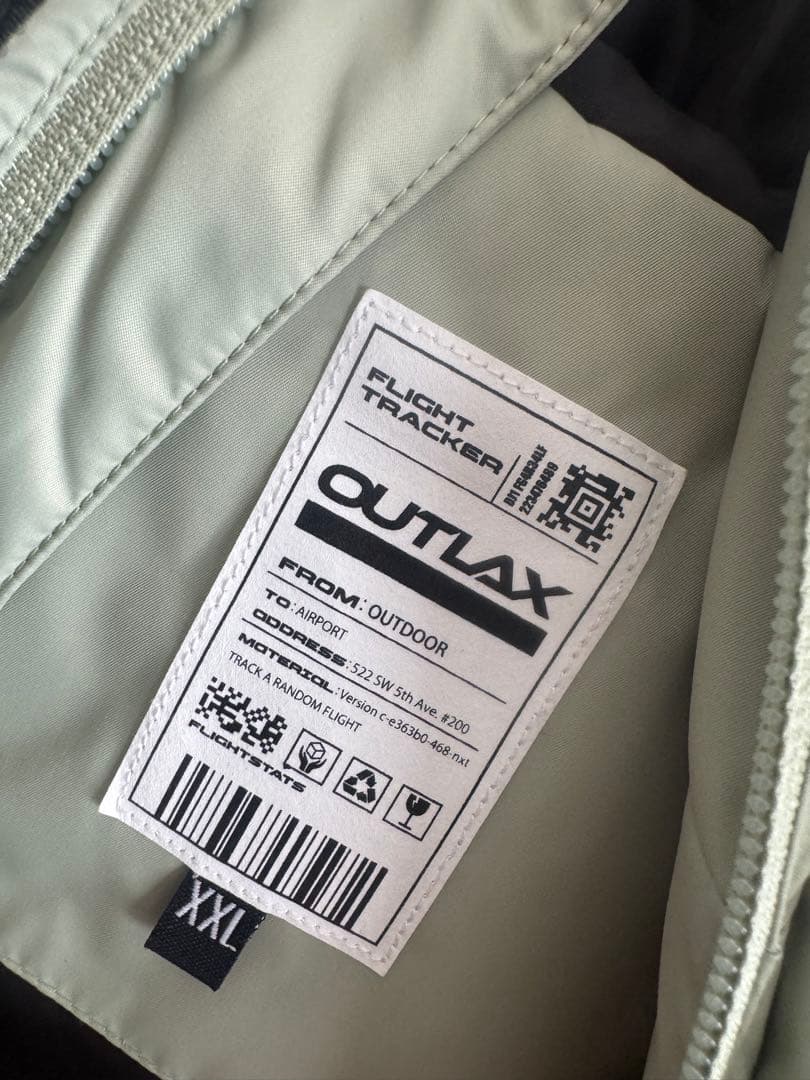 FLIGHT
TRACKER
223478489
OUTLAX
FROM: OUTDOOR
TO: AIRPORT
ADDRESS: 522 SW 5th Ave. #200
MATERIAL: Version c-e363b0-468-nxt
TRACK A RANDOM FLIGHT
FLIGHTSTATS
XXL